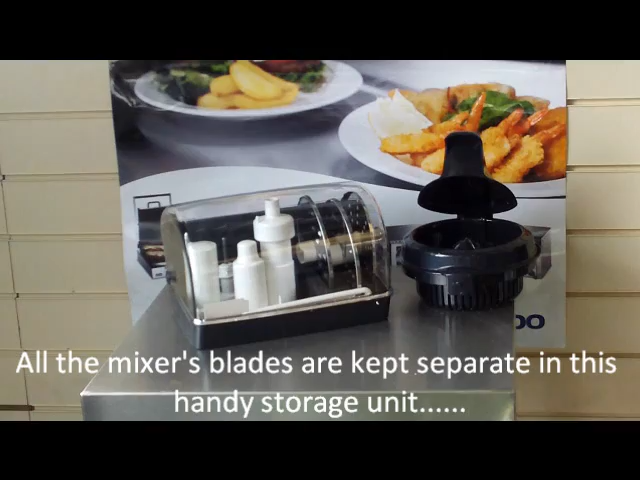 All the mixer's blades are kept separate in this
handy storage unit......